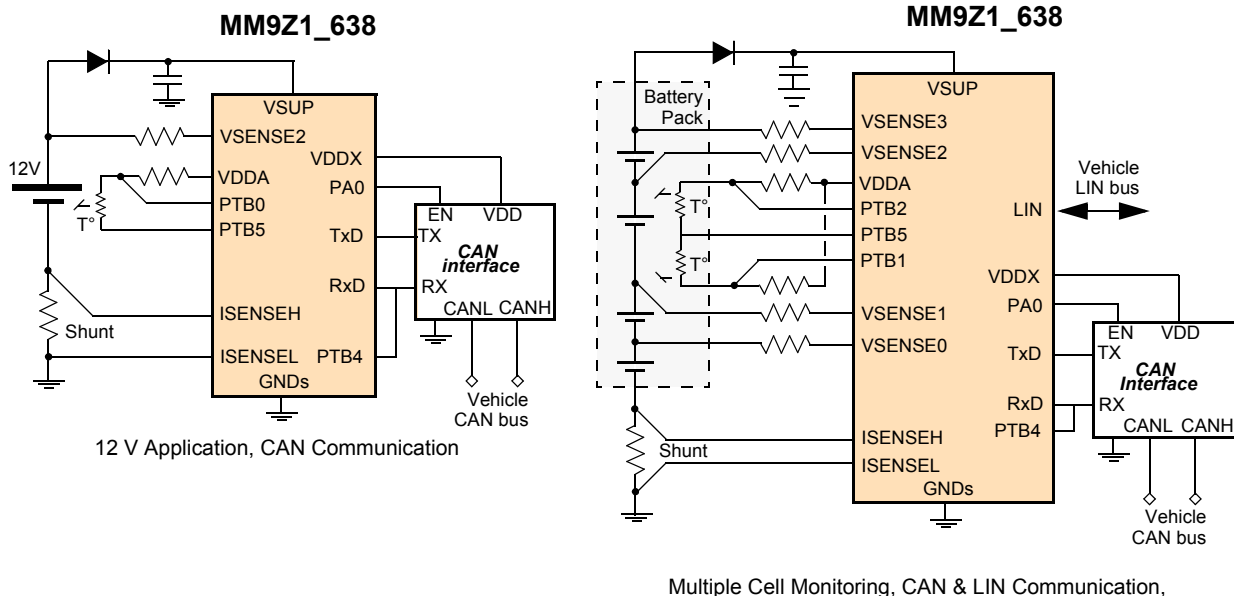 MM9Z1_638
VSUP
VSENSE2
12V
VDDA
VDDX
PTB0
PA0
T°
PTB5
EN VDD
TxD
TX
CAN
interface
RxD
RX
CANL CANH
ISENSEH
Shunt
ISENSEL
PTB4
GNDs
Vehicle
CAN bus
12 V Application, CAN Communication
MM9Z1_638
VSUP
Battery
Pack
VSENSE3
VSENSE2
VDDA
Vehicle
LIN bus
T°
PTB2
LIN
PTB5
T°
PTB1
VDDX
PA0
VSENSE1
EN VDD
VSENSE0
TxD
TX
CAN
Interface
RxD
RX
PTB4
CANL CANH
ISENSEH
Shunt
ISENSEL
GNDs
Vehicle
CAN bus
Multiple Cell Monitoring, CAN & LIN Communication,